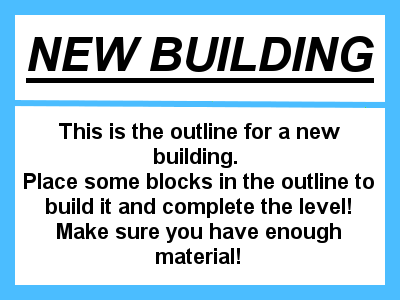 NEW BUILDING
This is the outline for a new
building.
Place some blocks in the outline to
build it and complete the level!
Make sure you have enough
material!